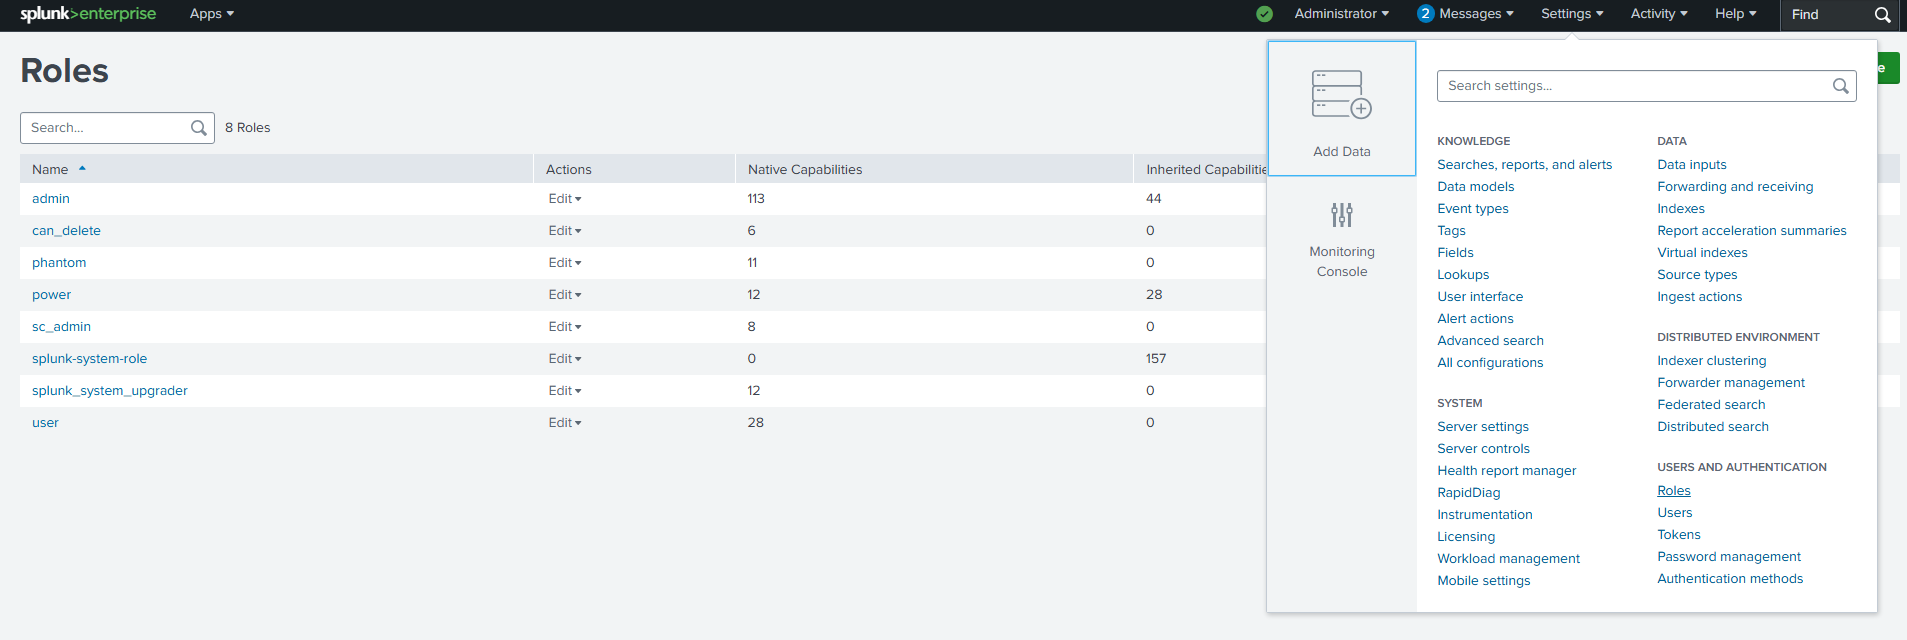 splunk>enterprise Apps Administrator 2 Messages Settings Activity Help Find
Roles
Search...
8 Roles
Name Actions Native Capabilities Inherited Capabilitie
admin Edit 113 44
can_delete Edit 6 0
phantom Edit 11 0
power Edit 12 28
sc_admin Edit 8 0
splunk-system-role Edit 0 157
splunk_system_upgrader Edit 12 0
user Edit 28 0
Add Data
Monitoring
Console
e
Search settings...
KNOWLEDGE
Searches, reports, and alerts
Data models
Event types
Tags
Fields
Lookups
User interface
Alert actions
Advanced search
All configurations
SYSTEM
Server settings
Server controls
Health report manager
RapidDiag
Instrumentation
Licensing
Workload management
Mobile settings
DATA
Data inputs
Forwarding and receiving
Indexes
Report acceleration summaries
Virtual indexes
Source types
Ingest actions
DISTRIBUTED ENVIRONMENT
Indexer clustering
Forwarder management
Federated search
Distributed search
USERS AND AUTHENTICATION
Roles
Users
Tokens
Password management
Authentication methods